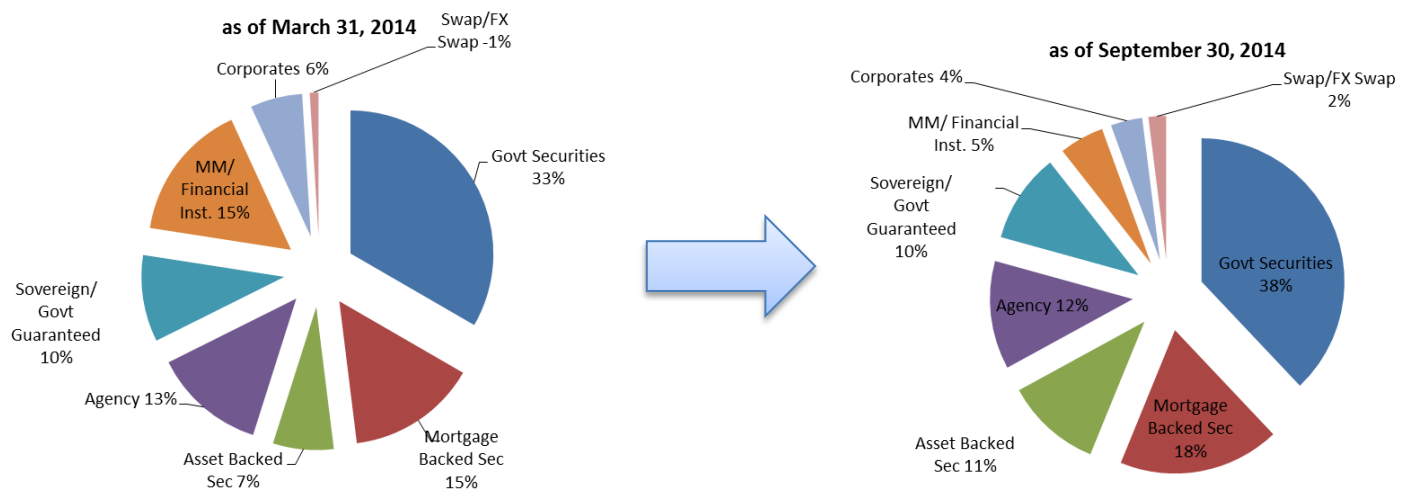 as of March 31, 2014
Swap/FX
Swap -1%
Corporates 6%
Govt Securities
33%
MM/
Financial
Inst. 15%
Sovereign/
Govt
Guaranteed
10%
Agency 13%
Asset Backed
Sec 7%
Mortgage
Backed Sec
15%
as of September 30, 2014
Corporates 4%
Swap/FX Swap
2%
MM/ Financial
Inst. 5%
Sovereign/
Govt
Guaranteed
10%
Govt Securities
38%
Agency 12%
Mortgage
Backed Sec
18%
Asset Backed
Sec 11%